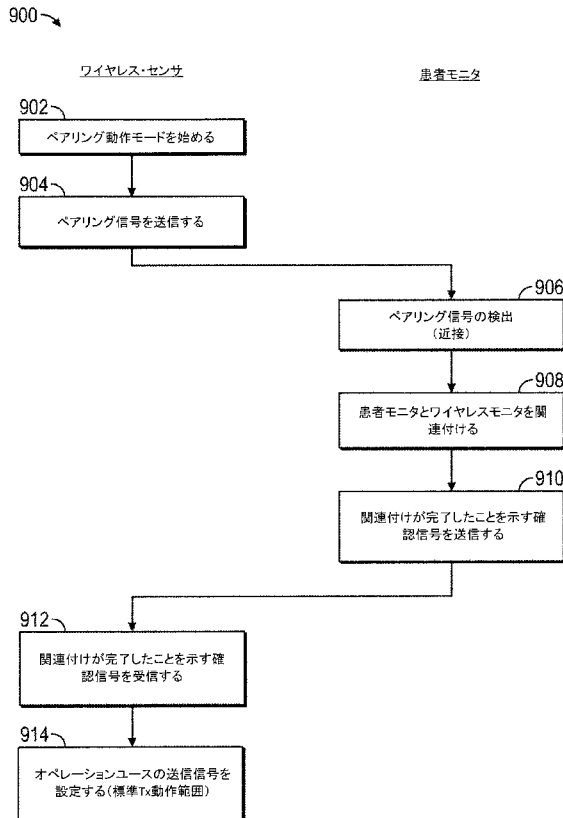 900
ワイヤレス・センサ
患者モニタ
902
ペアリング動作モードを始める
904
ペアリング信号を送信する
906
ペアリング信号の検出
(近接)
908
患者モニタとワイヤレスモニタを関
連付ける
910
関連付けが完了したことを示す確
認信号を送信する
912
関連付けが完了したことを示す確
認信号を受信する
914
オペレーションユースの送信信号を
設定する(標準Tx動作範囲)